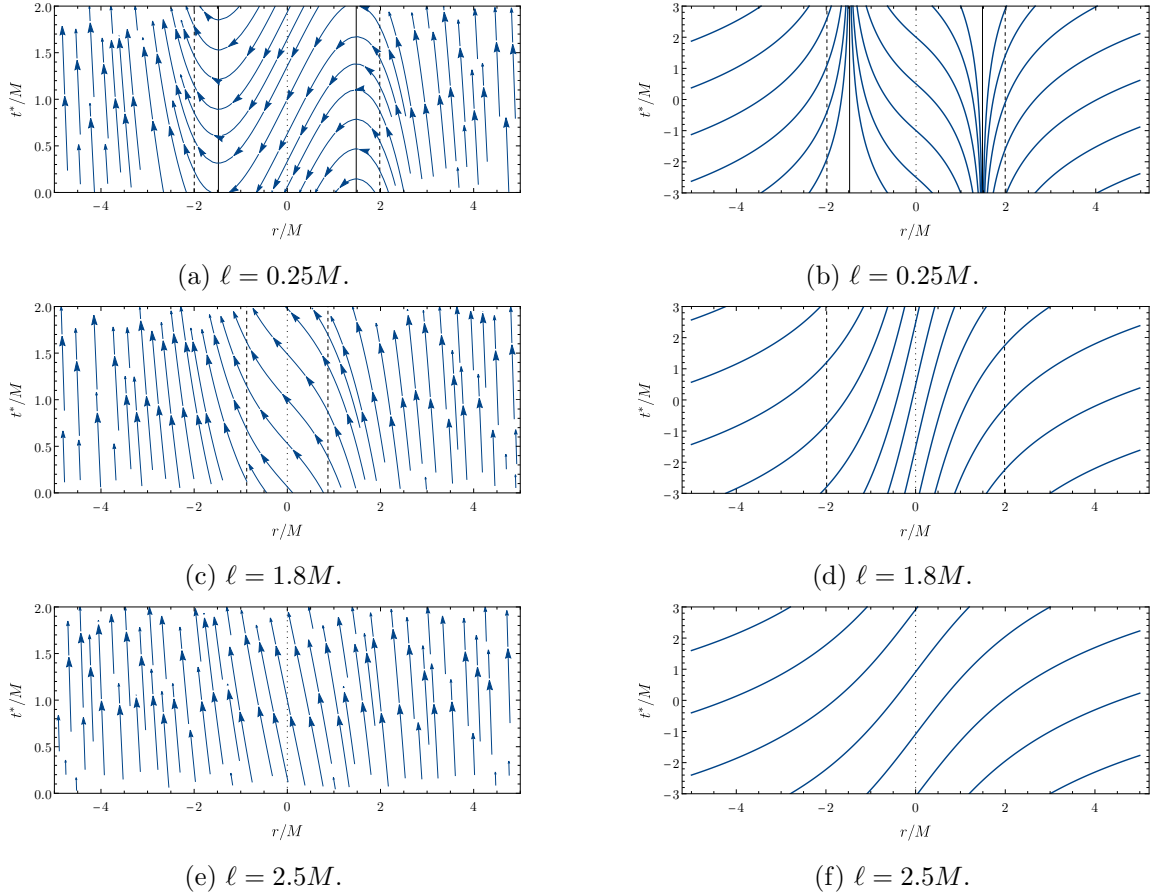 2.0
1.5
1.0
0.5
0.0
t*/M
−4 −2 0 2 4
r/M
(a) ℓ = 0.25M.
3
2
1
0
−1
−2
−3
t*/M
−4 −2 0 2 4
r/M
(b) ℓ = 0.25M.
2.0
1.5
1.0
0.5
0.0
t*/M
−4 −2 0 2 4
r/M
(c) ℓ = 1.8M.
3
2
1
0
−1
−2
−3
t*/M
−4 −2 0 2 4
r/M
(d) ℓ = 1.8M.
2.0
1.5
1.0
0.5
0.0
t*/M
−4 −2 0 2 4
r/M
(e) ℓ = 2.5M.
3
2
1
0
−1
−2
−3
t*/M
−4 −2 0 2 4
r/M
(f) ℓ = 2.5M.